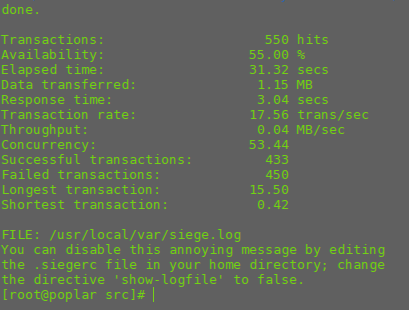 done.
Transactions: 550 hits
Availability: 55.00 %
Elapsed time: 31.32 secs
Data transferred: 1.15 MB
Response time: 3.04 secs
Transaction rate: 17.56 trans/sec
Throughput: 0.04 MB/sec
Concurrency: 53.44
Successful transactions: 433
Failed transactions: 450
Longest transaction: 15.50
Shortest transaction: 0.42
FILE: /usr/local/var/siege.log
You can disable this annoying message by editing
the .siegerc file in your home directory; change
the directive 'show-logfile' to false.
[root@poplar src]#